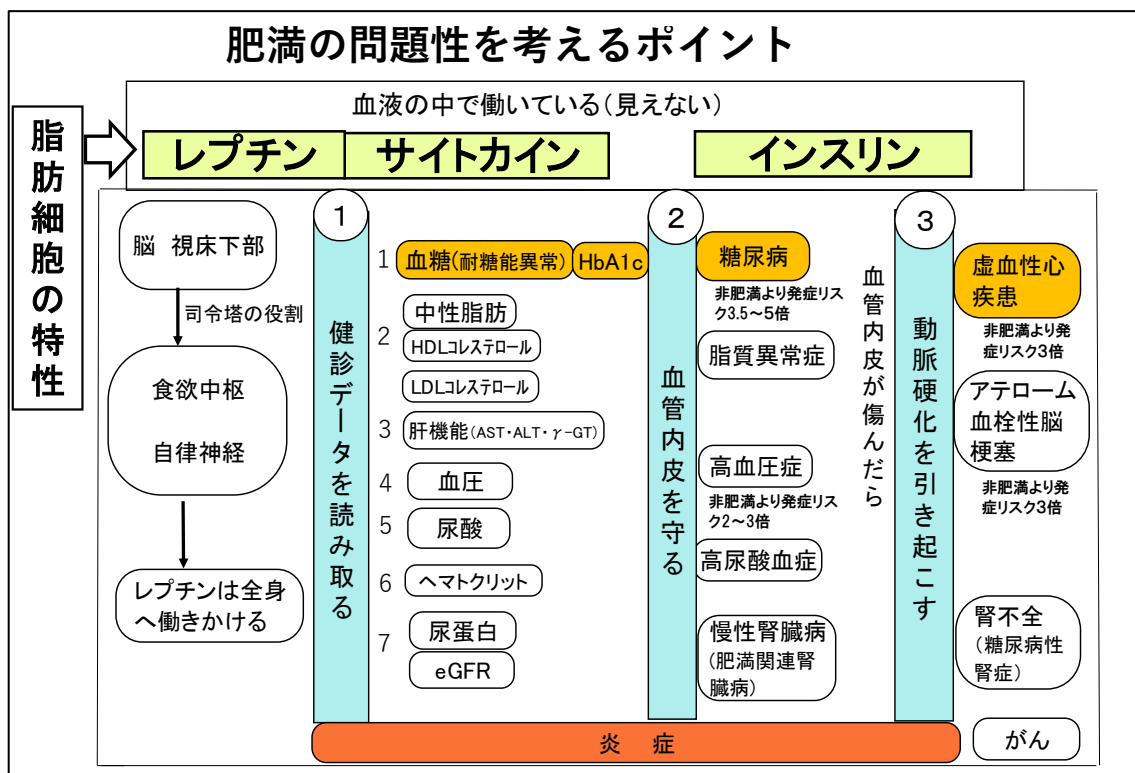 肥満の問題性を考えるポイント
脂肪細胞の特性
血液の中で働いている(見えない)
レプチン
サイトカイン
インスリン
脳 視床下部
司令塔の役割
食欲中枢
自律神経
レプチンは全身
へ働きかける
1
健診データを読み取る
1
血糖(耐糖能異常)
HbA1c
2
中性脂肪
HDLコレステロール
LDLコレステロール
3
肝機能(AST・ALT・γ-GT)
4
血圧
5
尿酸
6
ヘマトクリット
7
尿蛋白
eGFR
2
血管内皮を守る
糖尿病
非肥満より発症リス
ク3.5~5倍
脂質異常症
高血圧症
非肥満より発症リス
ク2~3倍
高尿酸血症
慢性腎臓病
(肥満関連腎
臓病)
血管内皮が傷んだら
3
動脈硬化を引き起こす
虚血性心
疾患
非肥満より発
症リスク3倍
アテローム
血栓性脳
梗塞
非肥満より発
症リスク3倍
腎不全
(糖尿病性
腎症)
炎 症
がん